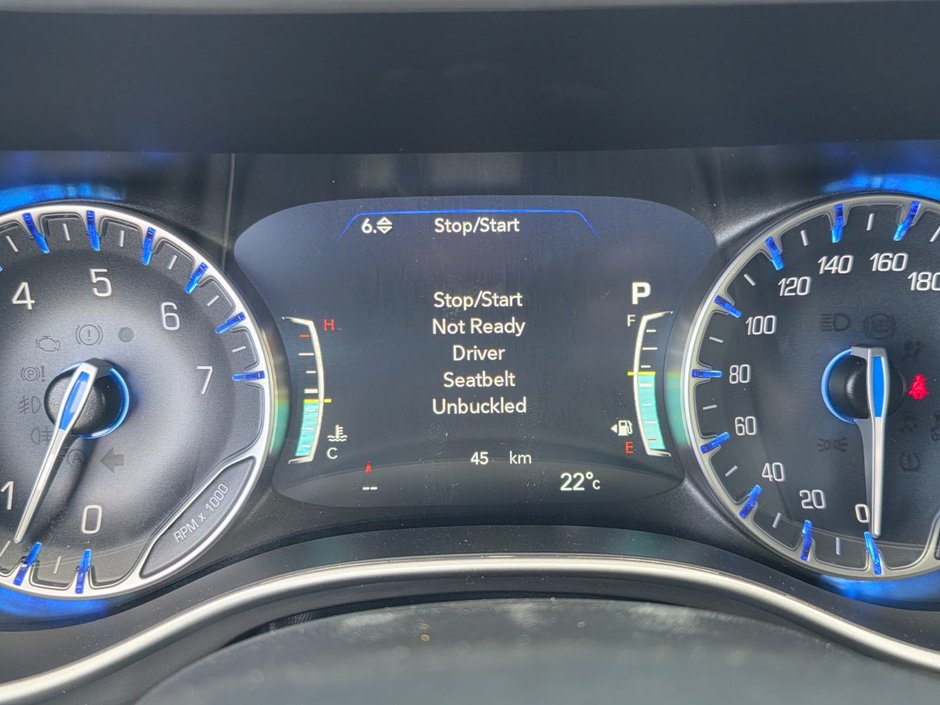 6. Stop/Start
Stop/Start
Not Ready
Driver
Seatbelt
Unbuckled
P
H
C
F
E
45 km
--
22°C
0
1
4
5
6
7
RPM x 1000
0
20
40
60
80
100
120
140
160
180